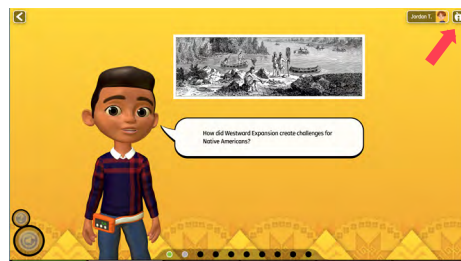 Jordan T.
How did Westward Expansion create challenges for
Native Americans?